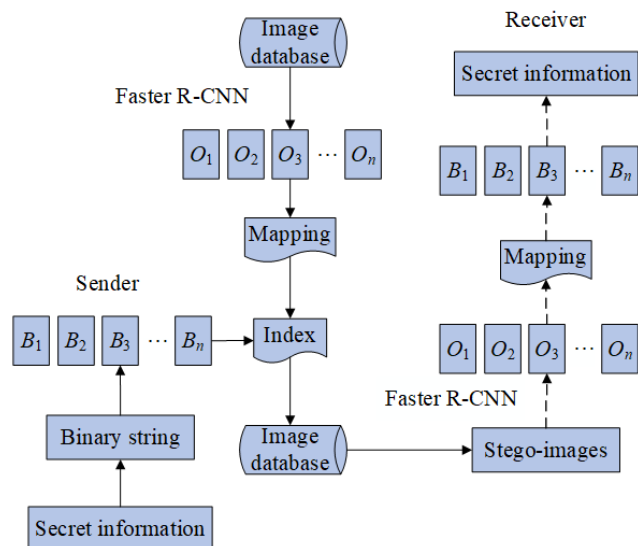 Image
database
Faster R-CNN
O1 O2 O3 ... On
Mapping
Sender
B1 B2 B3 ... Bn
Index
Binary string
Secret information
Image
database
Receiver
Secret information
B1 B2 B3 ... Bn
Mapping
O1 O2 O3 ... On
Faster R-CNN
Stego-images